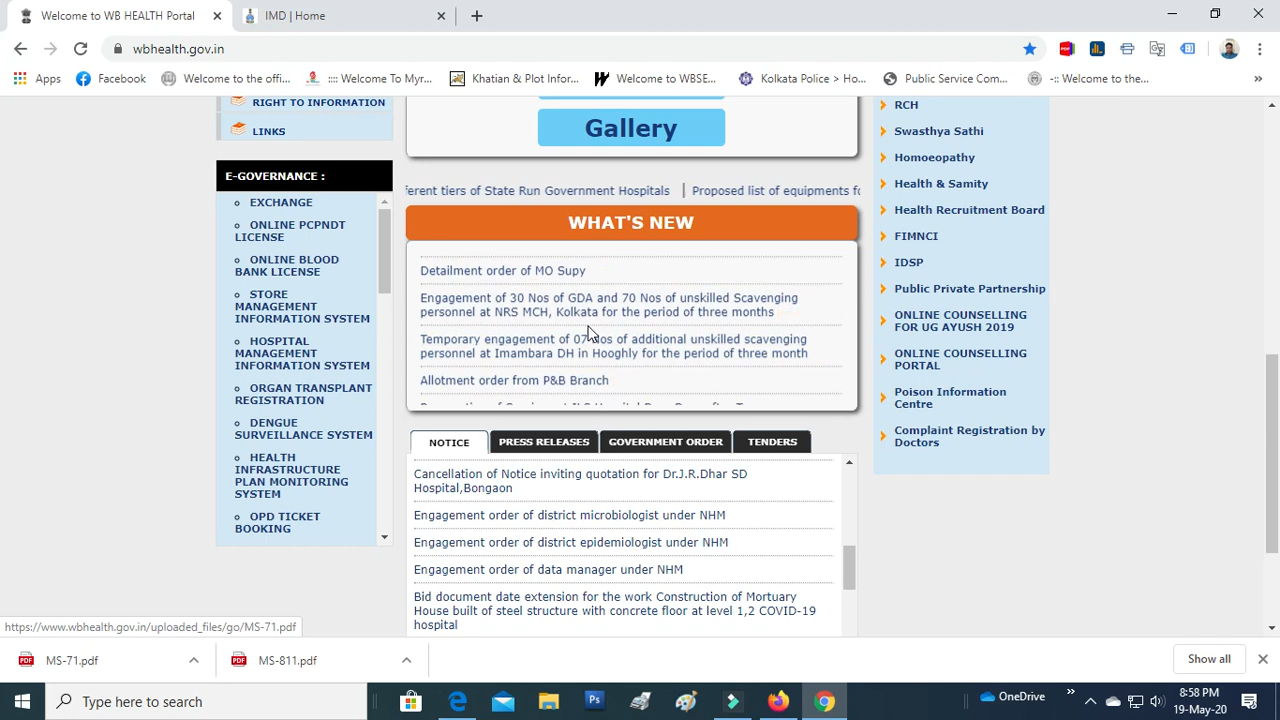 Welcome to WB HEALTH Portal
IMD | Home
wbhealth.gov.in
Apps
Facebook
Welcome to the offi...
:::: Welcome To Myr...
Khatian & Plot Infor...
Welcome to WBSE...
Kolkata Police > Ho...
Public Service Com...
-:: Welcome to the...
»
RIGHT TO INFORMATION
LINKS
E-GOVERNANCE :
EXCHANGE
ONLINE PCPNDT
LICENSE
ONLINE BLOOD
BANK LICENSE
STORE
MANAGEMENT
INFORMATION SYSTEM
HOSPITAL
MANAGEMENT
INFORMATION SYSTEM
ORGAN TRANSPLANT
REGISTRATION
DENGUE
SURVEILLANCE SYSTEM
HEALTH
INFRASTRUCTURE
PLAN MONITORING
SYSTEM
OPD TICKET
BOOKING
Gallery
ferent tiers of State Run Government Hospitals | Proposed list of equipments fo
WHAT'S NEW
Detailment order of MO Supy
Engagement of 30 Nos of GDA and 70 Nos of unskilled Scavenging
personnel at NRS MCH, Kolkata for the period of three months
Temporary engagement of 07 Nos of additional unskilled scavenging
personnel at Imambara DH in Hooghly for the period of three month
Allotment order from P&B Branch
NOTICE
PRESS RELEASES
GOVERNMENT ORDER
TENDERS
Cancellation of Notice inviting quotation for Dr.J.R.Dhar SD
Hospital,Bongaon
Engagement order of district microbiologist under NHM
Engagement order of district epidemiologist under NHM
Engagement order of data manager under NHM
Bid document date extension for the work Construction of Mortuary
House built of steel structure with concrete floor at level 1,2 COVID-19
hospital
RCH
Swasthya Sathi
Homoeopathy
Health & Samity
Health Recruitment Board
FIMNCI
IDSP
Public Private Partnership
ONLINE COUNSELLING
FOR UG AYUSH 2019
ONLINE COUNSELLING
PORTAL
Poison Information
Centre
Complaint Registration by
Doctors
https://www.wbhealth.gov.in/uploaded_files/go/MS-71.pdf
MS-71.pdf
MS-811.pdf
Show all
Type here to search
OneDrive
8:58 PM
19-May-20